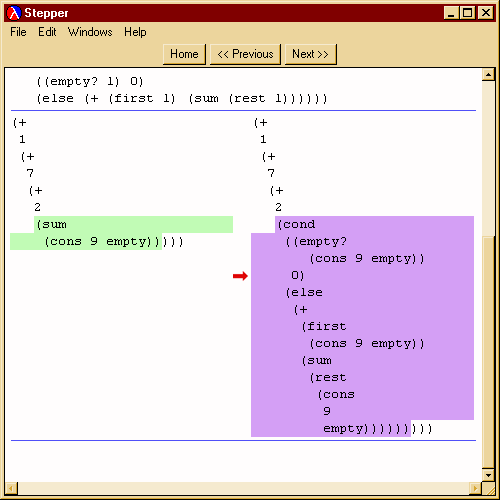 Stepper
File Edit Windows Help
Home << Previous Next >>
((empty? l) 0)
(else (+ (first l) (sum (rest l))))))
(+
1
(+
7
(+
2
(sum
(cons 9 empty)))))
(+
1
(+
7
(+
2
(cond
((empty?
(cons 9 empty))
0)
(else
(+
(first
(cons 9 empty))
(sum
(rest
(cons
9
empty)))))))))